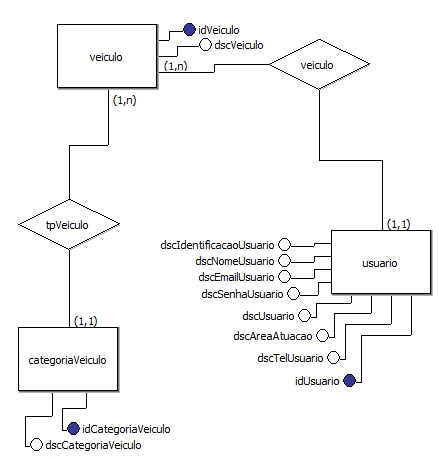 idVeiculo
dscVeiculo
veiculo
(1,n)
veiculo
(1,n)
tpVeiculo
(1,1)
dscIdentificacaoUsuario
dscNomeUsuario
usuario
dscEmailUsuario
dscSenhaUsuario
dscUsuario
(1,1)
dscAreaAtuacao
dscTelUsuario
categoriaVeiculo
idUsuario
idCategoriaVeiculo
dscCategoriaVeiculo